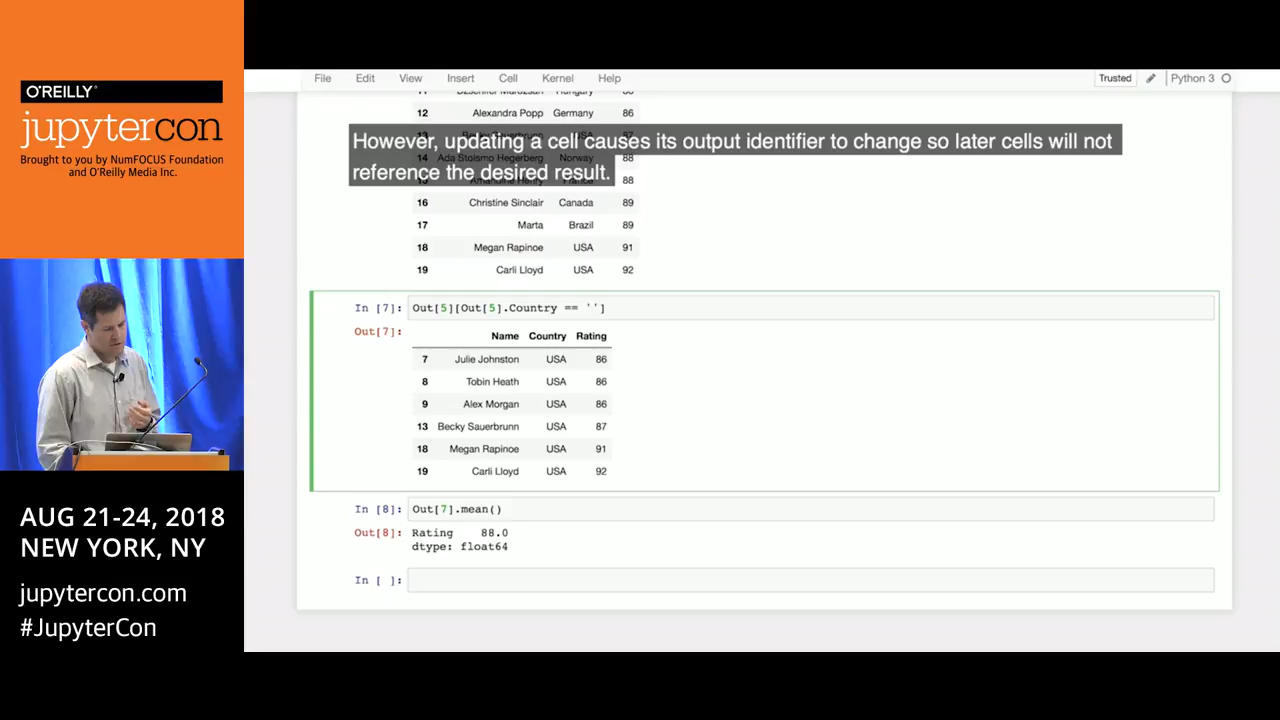 O'REILLY®
jupytercon
Brought to you by NumFOCUS Foundation
and O'Reilly Media Inc.
AUG 21-24, 2018
NEW YORK, NY
jupytercon.com
#JupyterCon
File Edit View Insert Cell Kernel Help Trusted Python 3
12 Alexandra Popp Germany 86
However, updating a cell causes its output identifier to change so later cells will not
reference the desired result.
88
88
16 Christine Sinclair Canada 89
17 Marta Brazil 89
18 Megan Rapinoe USA 91
19 Carli Lloyd USA 92
In [7]: Out[5][Out[5].Country == '']
Out[7]:
Name Country Rating
7 Julie Johnston USA 86
8 Tobin Heath USA 86
9 Alex Morgan USA 86
13 Becky Sauerbrunn USA 87
18 Megan Rapinoe USA 91
19 Carli Lloyd USA 92
In [8]: Out[7].mean()
Out[8]: Rating 88.0
dtype: float64
In [ ]: